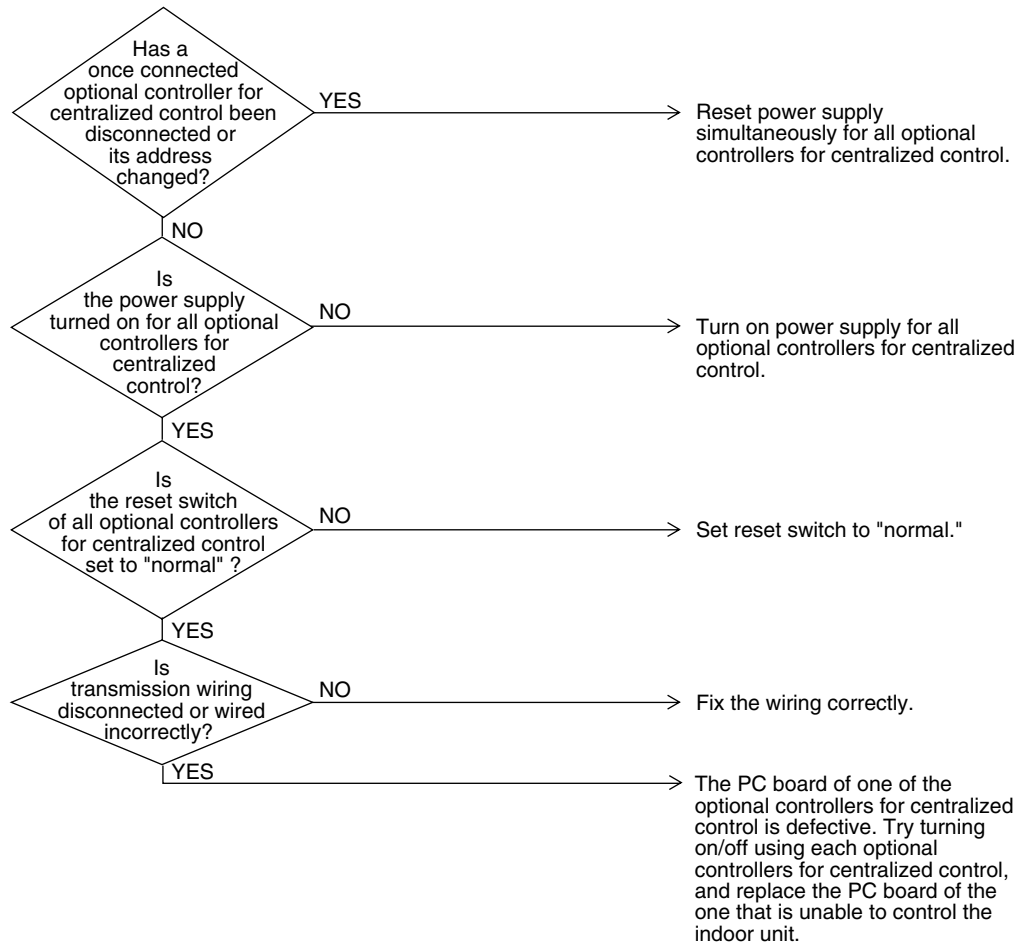 Has a
once connected
optional controller for
centralized control been
disconnected or
its address
changed?
YES
Reset power supply
simultaneously for all optional
controllers for centralized control.
NO
Is
the power supply
turned on for all optional
controllers for
centralized
control?
NO
Turn on power supply for all
optional controllers for centralized
control.
YES
Is
the reset switch
of all optional controllers
for centralized control
set to "normal" ?
NO
Set reset switch to "normal."
YES
Is
transmission wiring
disconnected or wired
incorrectly?
NO
Fix the wiring correctly.
YES
The PC board of one of the
optional controllers for centralized
control is defective. Try turning
on/off using each optional
controllers for centralized control,
and replace the PC board of the
one that is unable to control the
indoor unit.